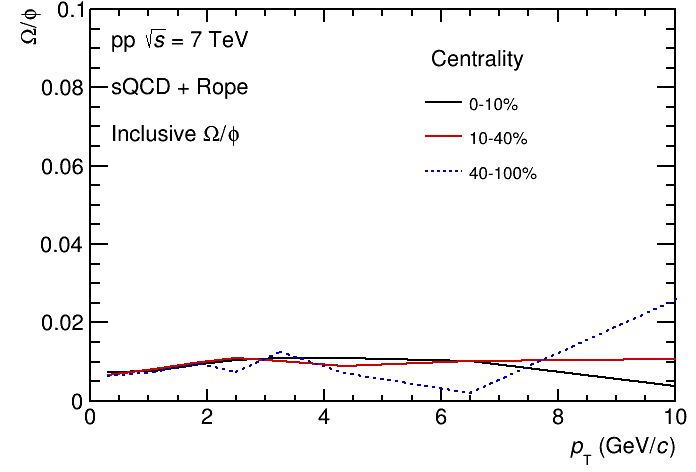 Ω/ϕ
0.1
0.08
0.06
0.04
0.02
0
pp √s = 7 TeV
sQCD + Rope
Inclusive Ω/ϕ
Centrality
0-10%
10-40%
40-100%
0 2 4 6 8 10
pT (GeV/c)